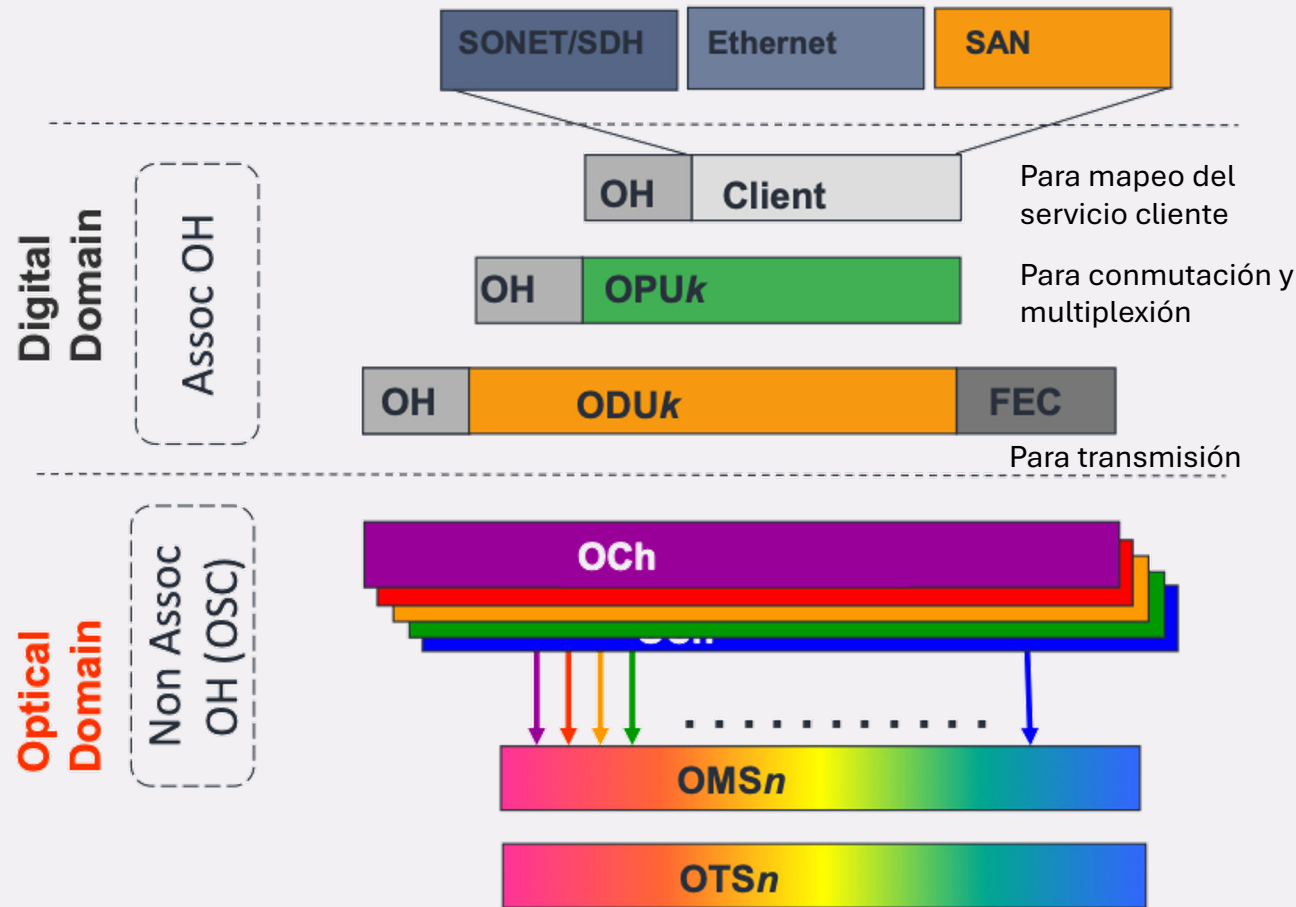 SONET/SDH
Ethernet
SAN
Digital
Domain
Assoc OH
OH
Client
Para mapeo del
servicio cliente
OH
OPUk
Para conmutación y
multiplexión
OH
ODUk
FEC
Para transmisión
Optical
Domain
Non Assoc
OH (OSC)
OCh
OMSn
OTSn